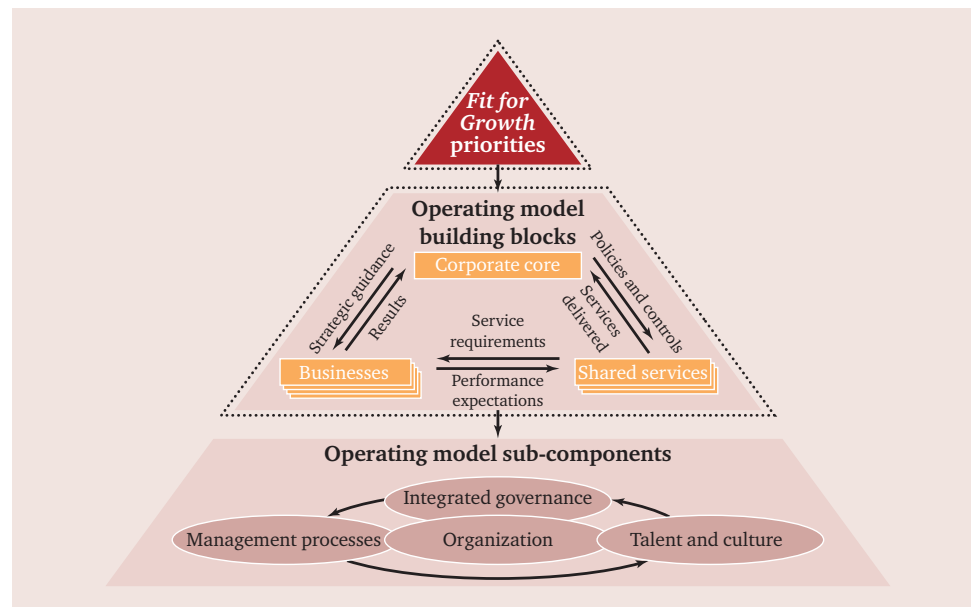 Fit for
Growth
priorities
Operating model
building blocks
Corporate core
Strategic guidance
Results
Policies and controls
Services
delivered
Service
requirements
Businesses
Shared services
Performance
expectations
Operating model sub-components
Integrated governance
Management processes
Organization
Talent and culture